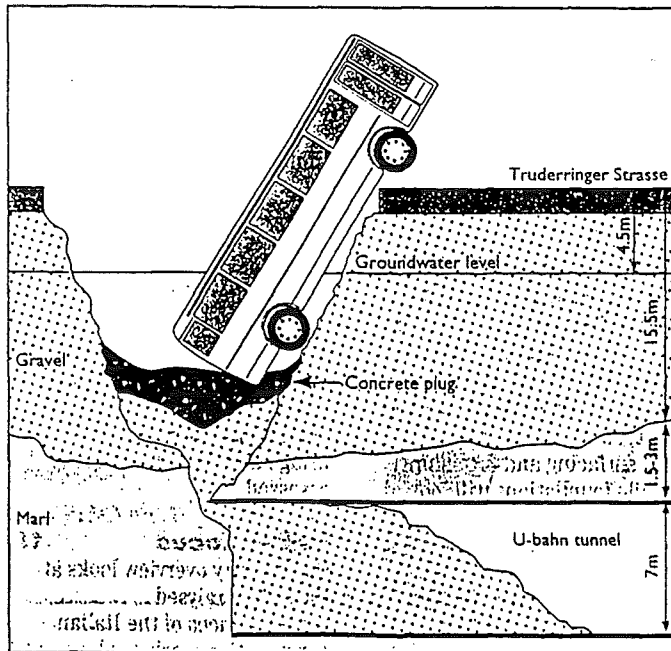 Truderringer Strasse
4.5m
Groundwater level
15.5m
Gravel
Concrete plug
1.5-3m
Marl
U-bahn tunnel
7m